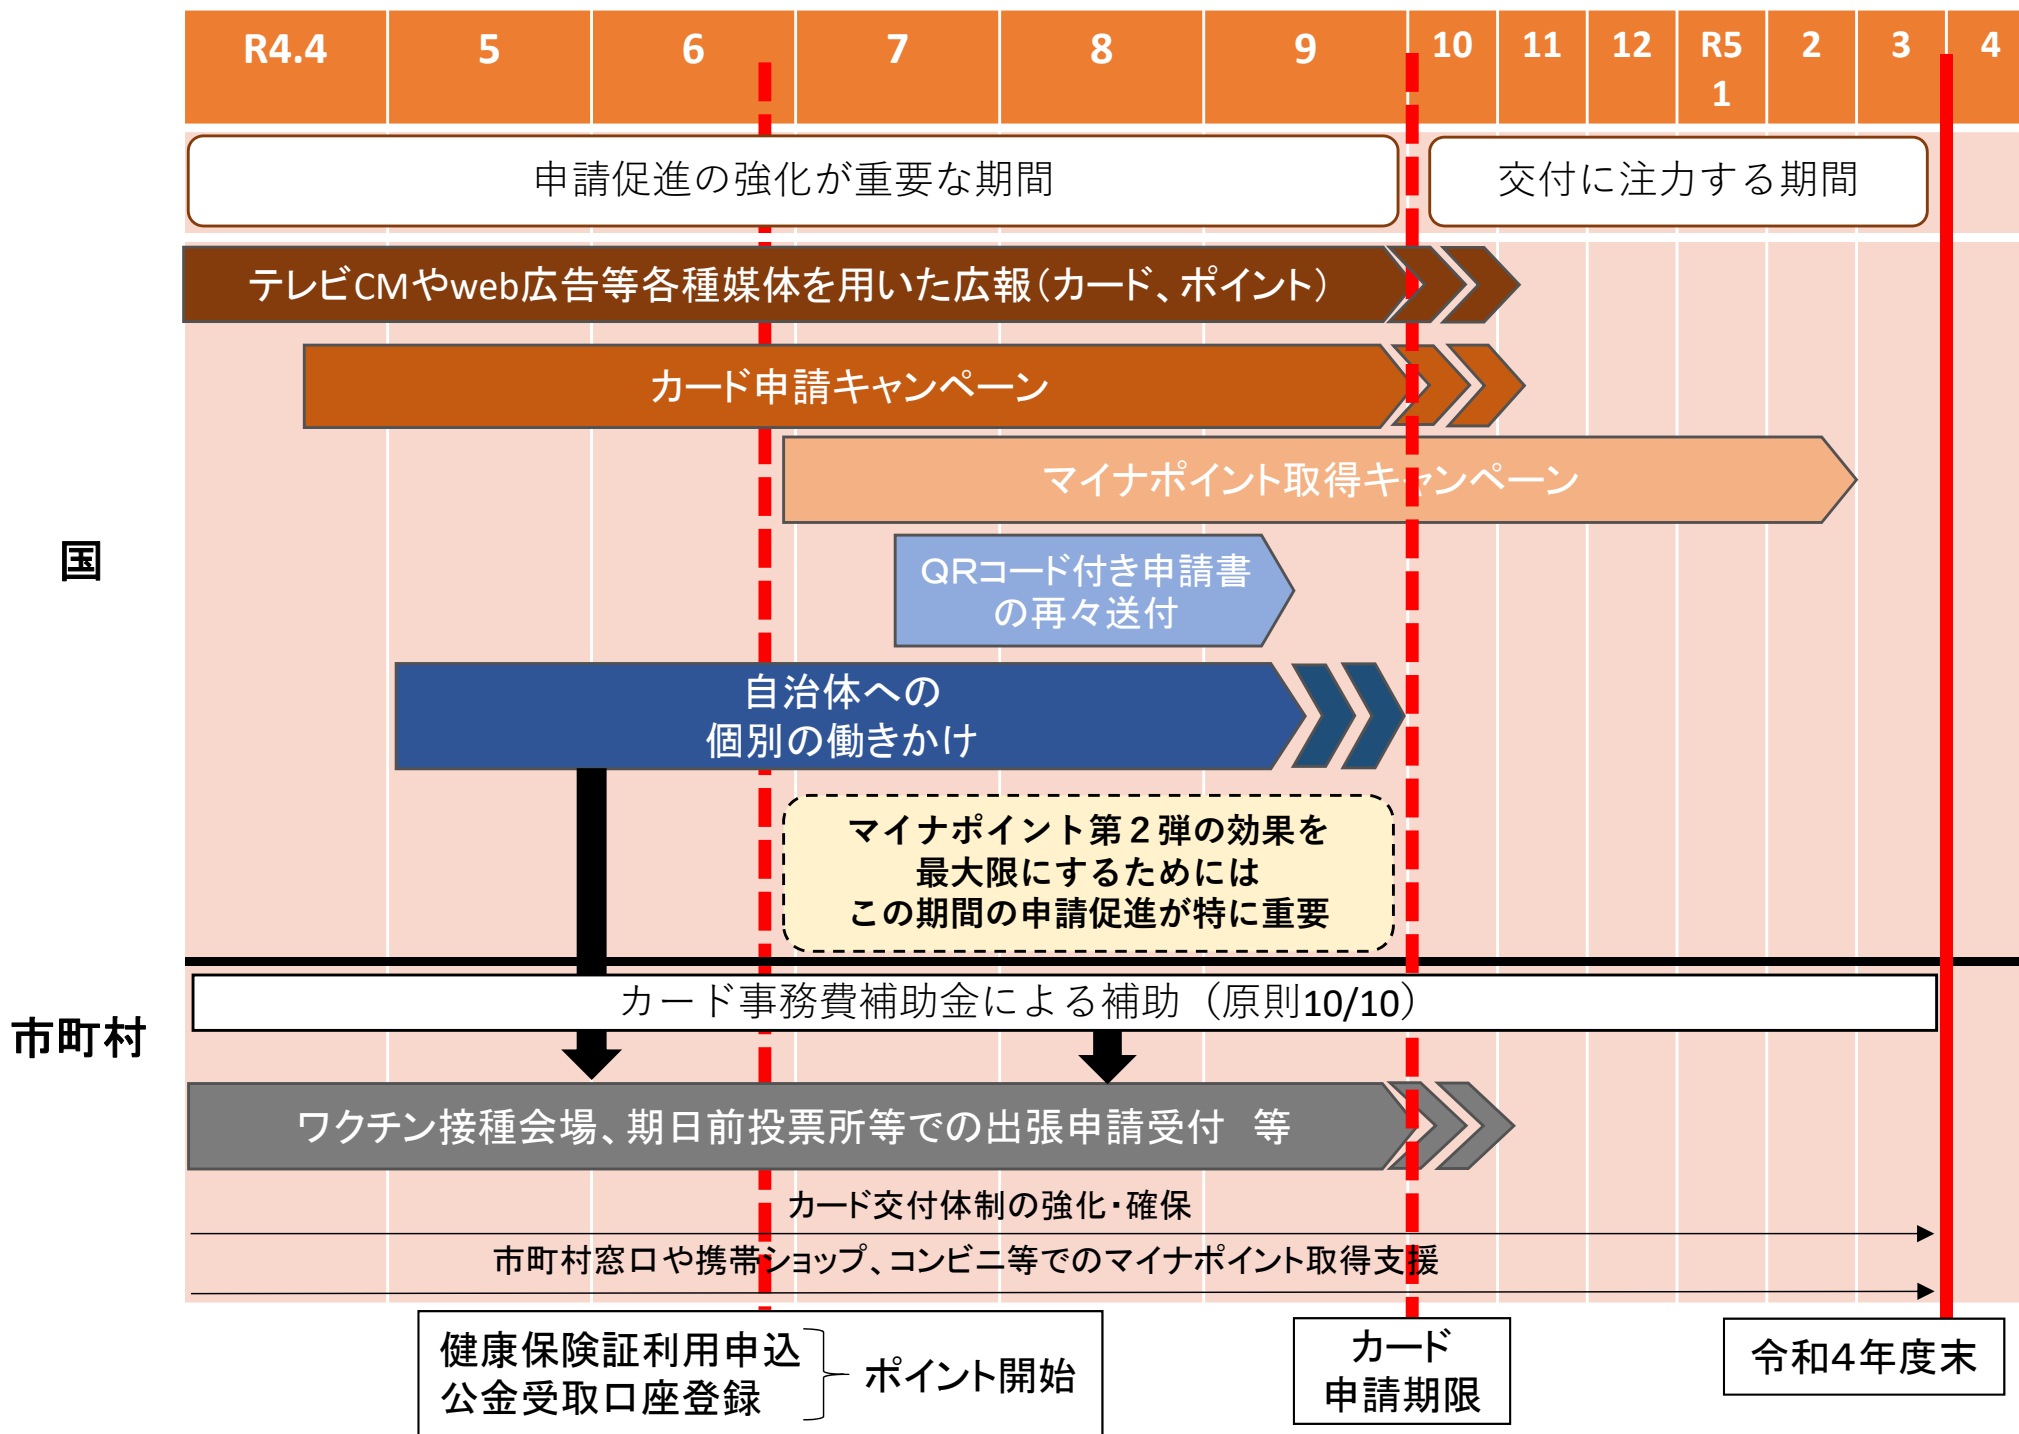 R4.4 5 6 7 8 9 10 11 12 R5 2 3 4
1
申請促進の強化が重要な期間 交付に注力する期間
テレビCMやweb広告等各種媒体を用いた広報（カード、ポイント）
カード申請キャンペーン
マイナポイント取得キャンペーン
国
QRコード付き申請書
の再々送付
自治体への
個別の働きかけ
マイナポイント第２弾の効果を
最大限にするためには
この期間の申請促進が特に重要
市町村
カード事務費補助金による補助（原則10/10）
ワクチン接種会場、期日前投票所等での出張申請受付　等
カード交付体制の強化・確保
市町村窓口や携帯ショップ、コンビニ等でのマイナポイント取得支援
健康保険証利用申込
公金受取口座登録
ポイント開始
カード
申請期限
令和４年度末